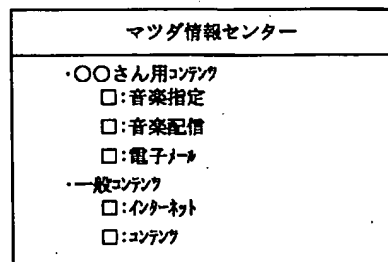 マツダ情報センター
・〇〇さん用コンテンツ
□:音楽指定
□:音楽配信
□:電子メール
・一般コンテンツ
□:インターネット
□:コンテンツ